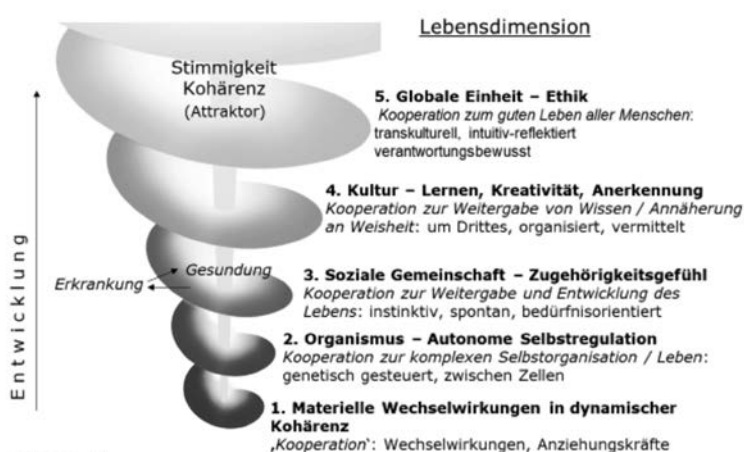 Lebensdimension
Stimmigkeit
Kohärenz
(Attraktor)
5. Globale Einheit – Ethik
Kooperation zum guten Leben aller Menschen:
transkulturell, intuitiv-reflektiert
verantwortungsbewusst
4. Kultur – Lernen, Kreativität, Anerkennung
Kooperation zur Weitergabe von Wissen / Annäherung
an Weisheit: um Drittes, organisiert, vermittelt
Gesundung
Erkrankung
3. Soziale Gemeinschaft – Zugehörigkeitsgefühl
Kooperation zur Weitergabe und Entwicklung des
Lebens: instinktiv, spontan, bedürfnisorientiert
2. Organismus – Autonome Selbstregulation
Kooperation zur komplexen Selbstorganisation / Leben:
genetisch gesteuert, zwischen Zellen
1. Materielle Wechselwirkungen in dynamischer
Kohärenz
‚Kooperation‘: Wechselwirkungen, Anziehungskräfte
Entwicklung